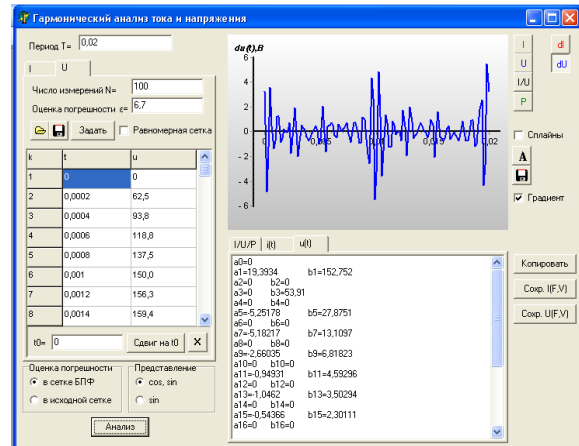 Гармонический анализ тока и напряжения
Период T= 0,02
I U
Число измерений N= 100
Оценка погрешности ε= 6,7
Задать Равномерная сетка
k t u
1 0 0
2 0,0002 62,5
3 0,0004 93,8
4 0,0006 118,8
5 0,0008 137,5
6 0,001 150,0
7 0,0012 156,3
8 0,0014 159,4
t0= 0 Сдвиг на t0 X
Оценка погрешности
в сетке БПФ
в исходной сетке
Представление
cos, sin
sin
Анализ
du(t),В
6
4
2
0
- 2
- 4
- 6
0,005 0,01 0,015 0,02
I dI
U dU
I/U
P
Сплайны
A
Градиент
I/U/P i(t) u(t)
a0=0
a1=19,3934 b1=152,752
a2=0 b2=0
a3=0 b3=53,91
a4=0 b4=0
a5=-5,25178 b5=27,8751
a6=0 b6=0
a7=-5,18217 b7=13,1097
a8=0 b8=0
a9=-2,66035 b9=6,81823
a10=0 b10=0
a11=-0,94931 b11=4,59296
a12=0 b12=0
a13=-1,0462 b13=3,50294
a14=0 b14=0
a15=-0,54366 b15=2,30111
a16=0 b16=0
Копировать
Сохр. I(F,V)
Сохр. U(F,V)